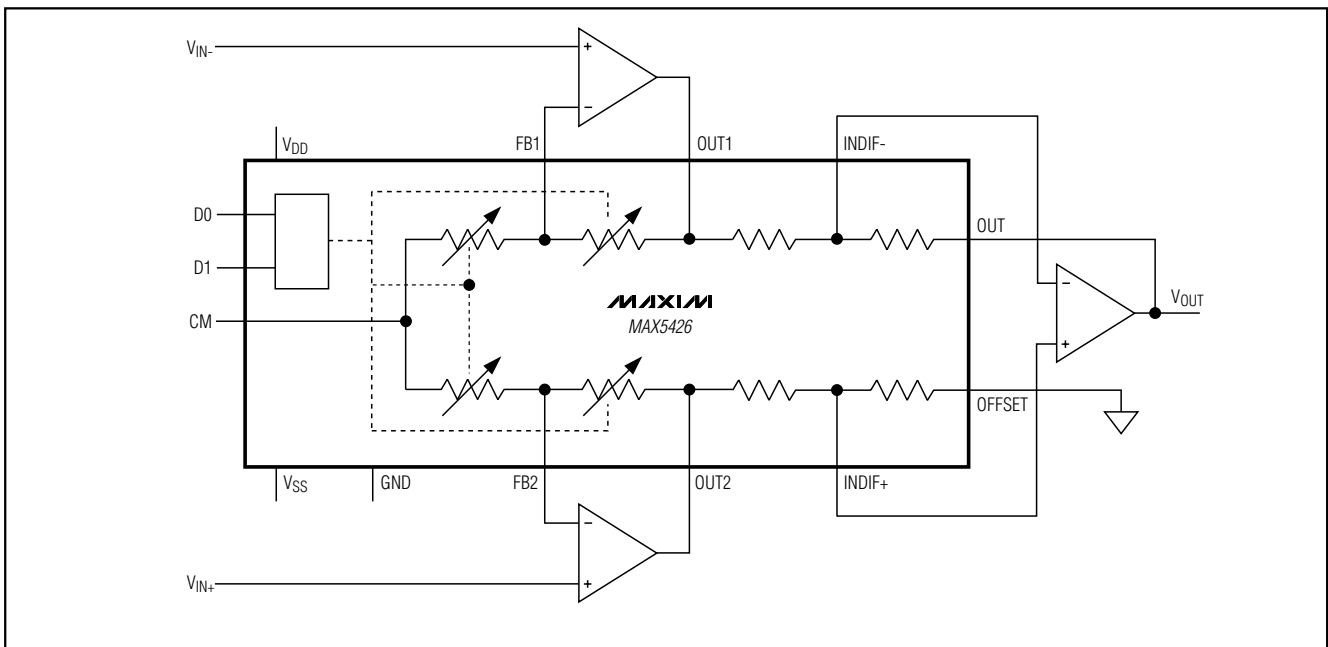 VIN-
+
−
VDD
FB1
OUT1
INDIF-
D0
D1
CM
OUT
MAXIM
MAX5426
−
+
VOUT
OFFSET
VSS
GND
FB2
OUT2
INDIF+
−
+
VIN+